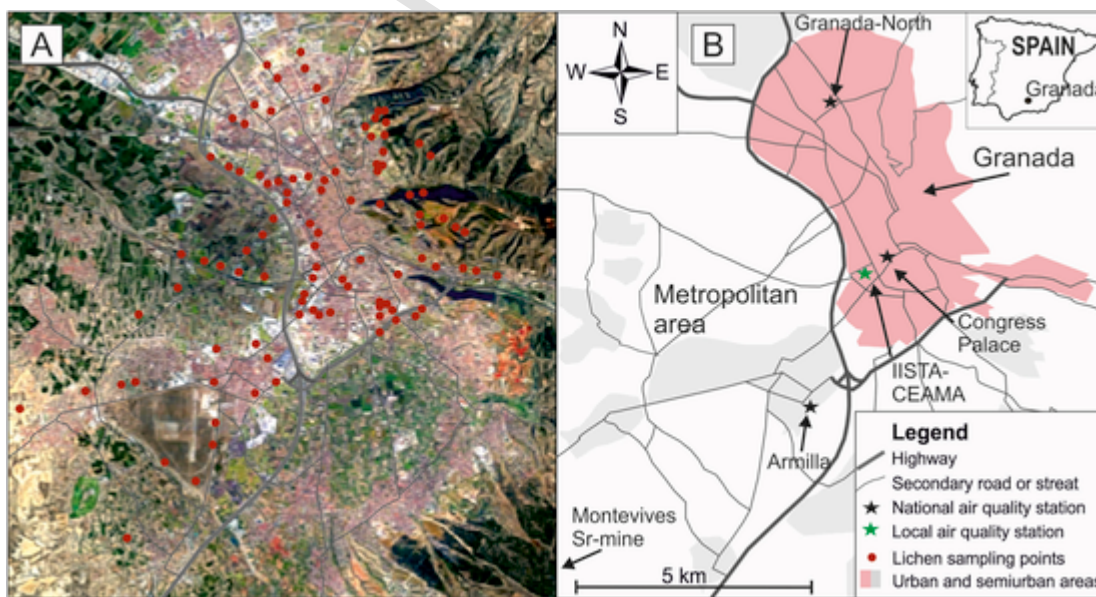 A
B
Granada-North
N
W E
S
SPAIN
Granada
Granada
Metropolitan
area
Congress
Palace
IISTA-
CEAMA
Armilla
Montevives
Sr-mine
5 km
Legend
Highway
Secondary road or streat
National air quality station
Local air quality station
Lichen sampling points
Urban and semiurban areas